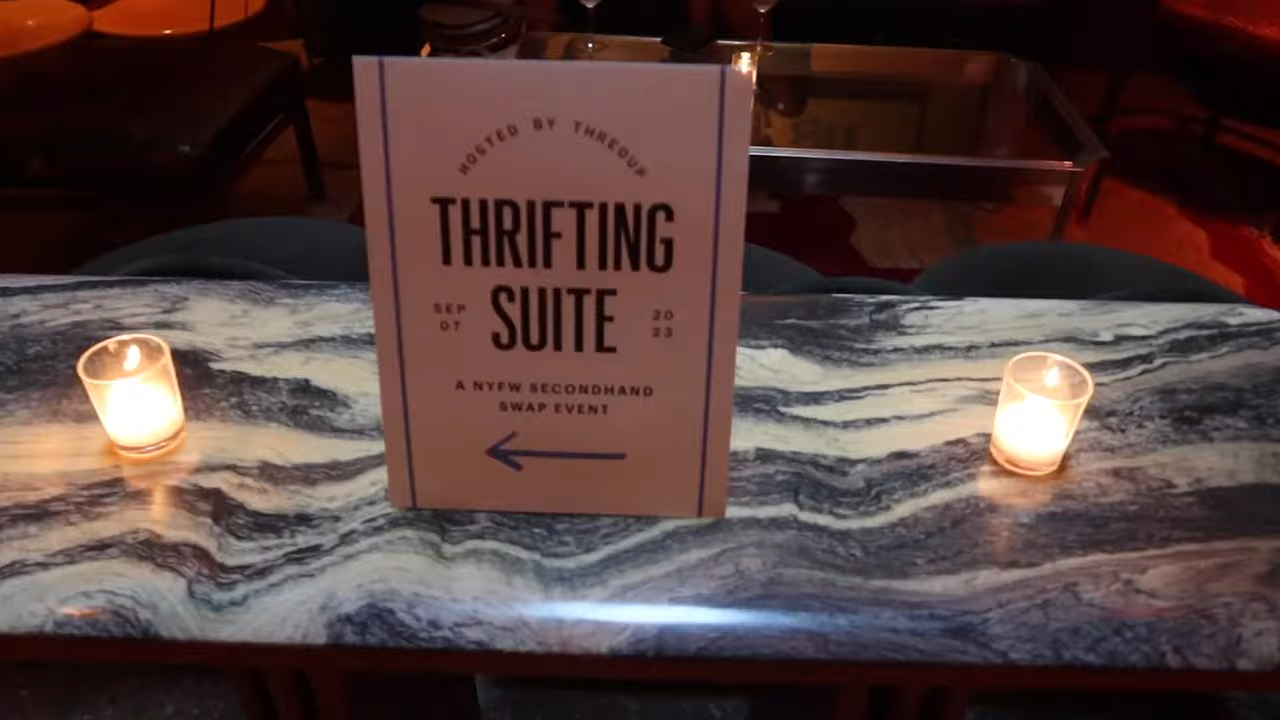 HOSTED BY THREDUP
THRIFTING
SEP 07
SUITE
20 23
A NYFW SECONDHAND
SWAP EVENT